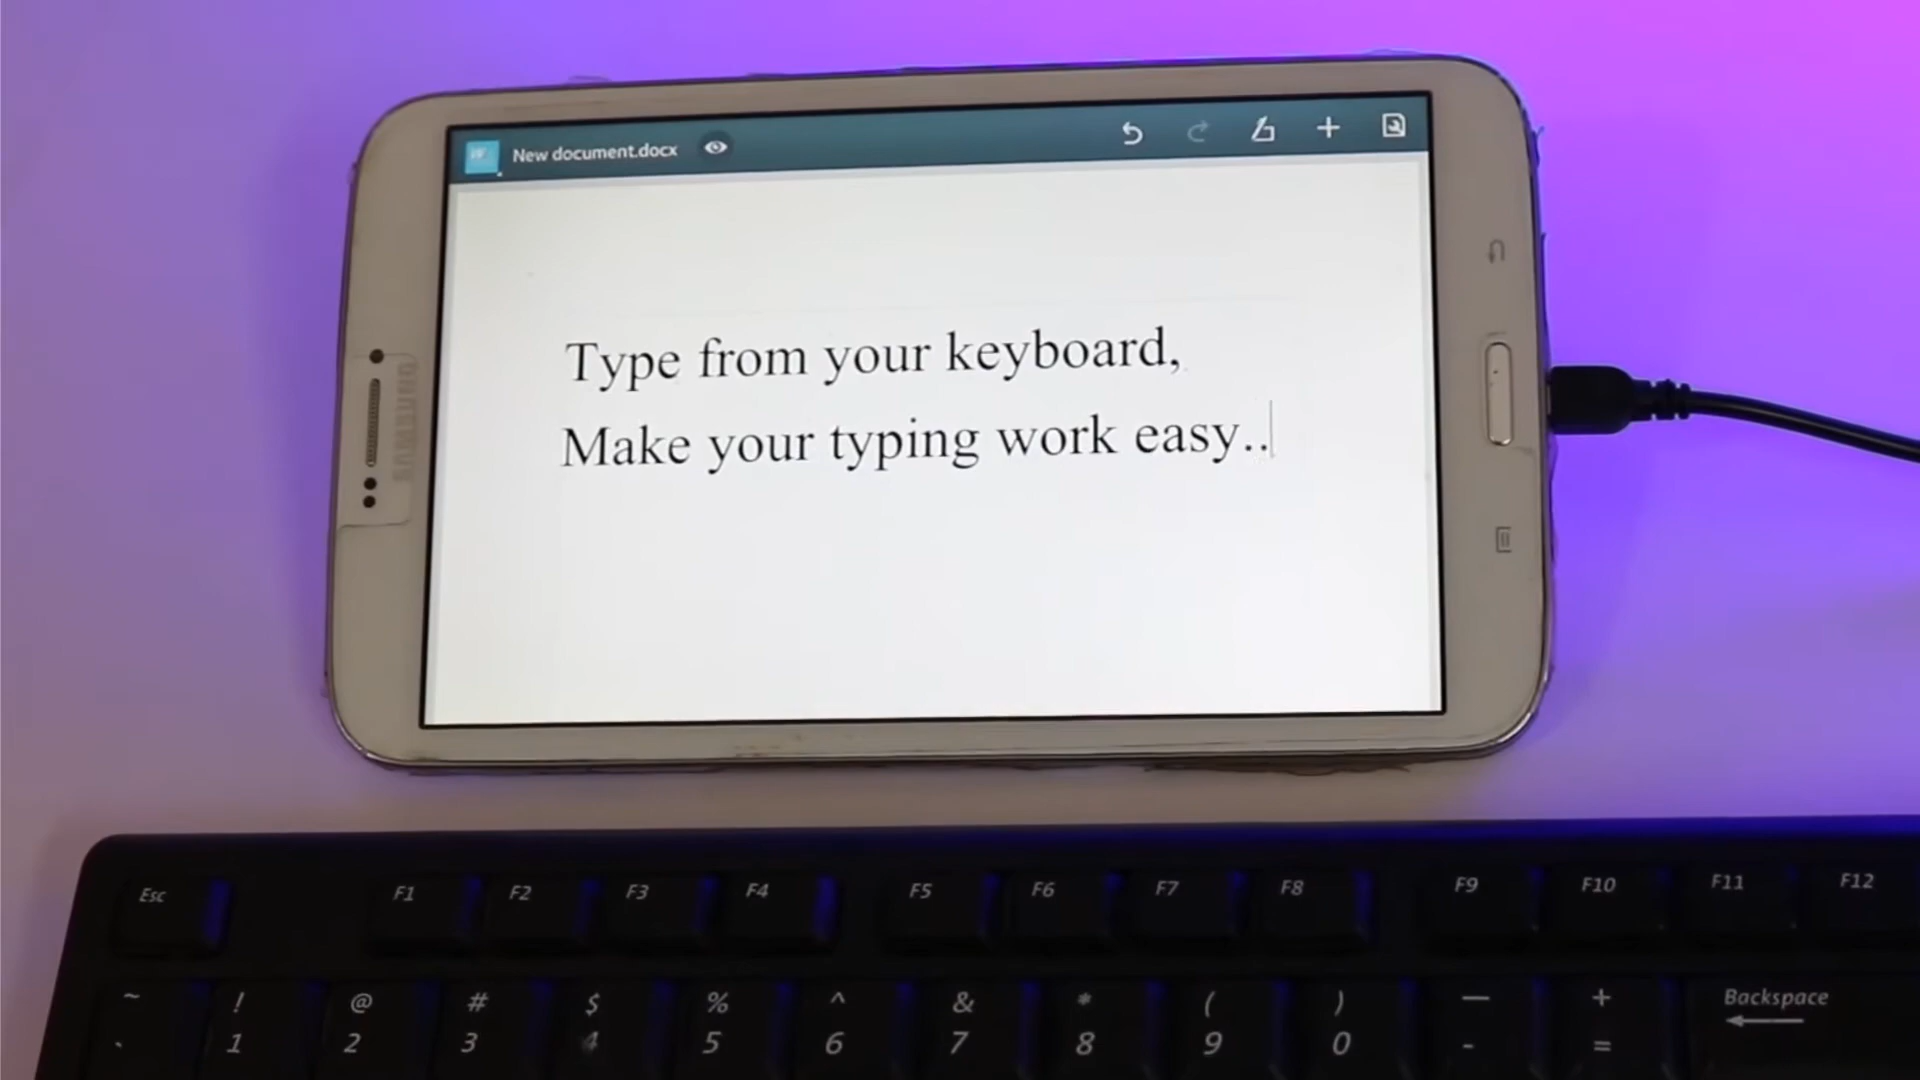 New document.docx
Type from your keyboard,
Make your typing work easy..
SAMSUNG
Esc F1 F2 F3 F4 F5 F6 F7 F8 F9 F10 F11 F12
~ ! @ # $ % ^ & * ( ) — + Backspace
` 1 2 3 4 5 6 7 8 9 0 - =